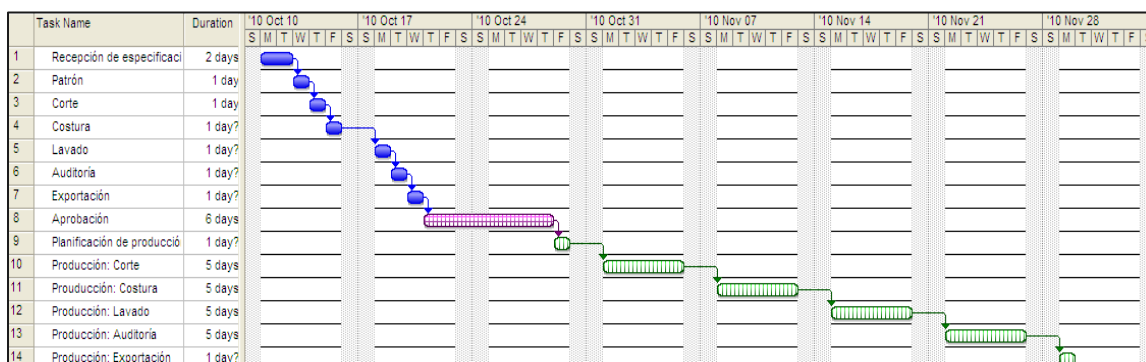 Task Name Duration '10 Oct 10 '10 Oct 17 '10 Oct 24 '10 Oct 31 '10 Nov 07 '10 Nov 14 '10 Nov 21 '10 Nov 28
S M T W T F S S M T W T F S S M T W T F S S M T W T F S S M T W T F S S M T W T F S S M T W T F S S M T W T F
1 Recepción de especificaci 2 days
2 Patrón 1 day
3 Corte 1 day
4 Costura 1 day?
5 Lavado 1 day?
6 Auditoría 1 day?
7 Exportación 1 day?
8 Aprobación 6 days
9 Planificación de producció 1 day?
10 Producción: Corte 5 days
11 Prouducción: Costura 5 days
12 Producción: Lavado 5 days
13 Producción: Auditoría 5 days
14 Producción: Exportación 1 day?